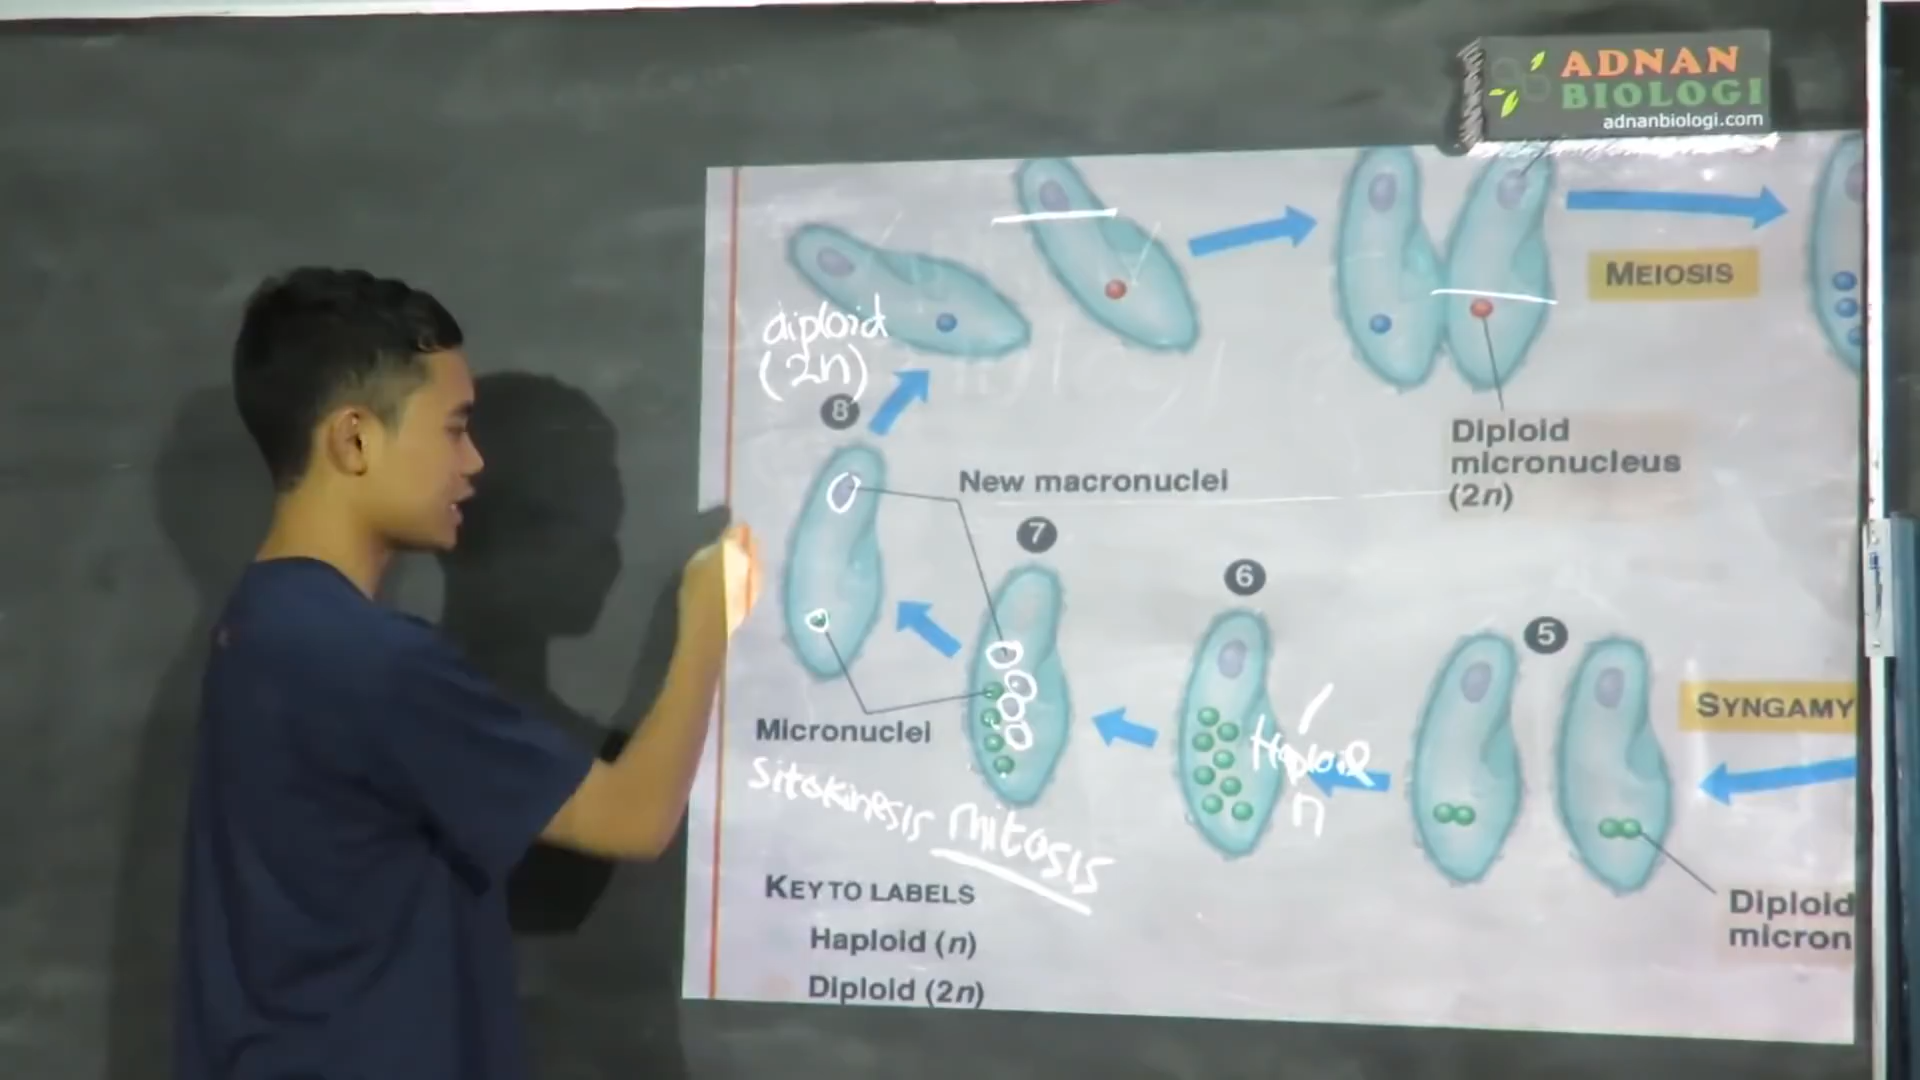 ADNAN
BIOLOGI
adnanbiologi.com
MEIOSIS
diploid
(2n)
8
Diploid
micronucleus
(2n)
New macronuclei
7
6
5
SYNGAMY
Micronuclei
Haploid
n
sitokinesis mitosis
KEY TO LABELS
Haploid (n)
Diploid (2n)
Diploid
micron